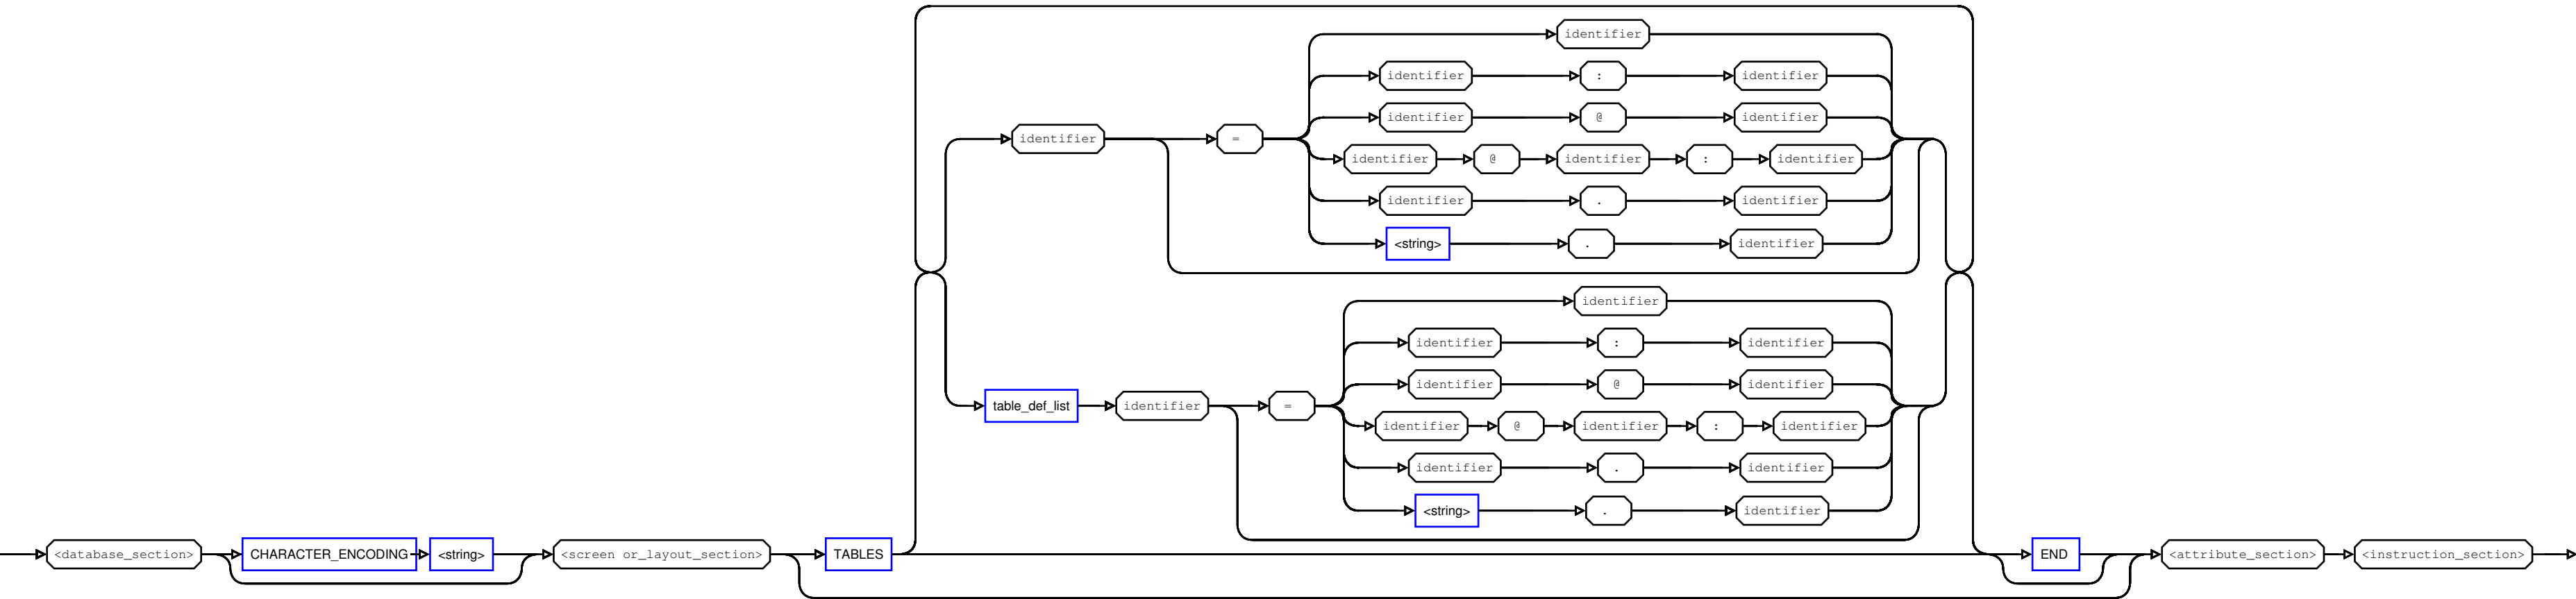 identifier
identifier : identifier
identifier @ identifier
identifier =
identifier @ identifier : identifier
identifier . identifier
<string> . identifier
identifier
identifier : identifier
identifier @ identifier
table_def_list identifier =
identifier @ identifier : identifier
identifier . identifier
<string> . identifier
<database_section> CHARACTER_ENCODING <string> <screen or_layout_section> TABLES END <attribute_section> <instruction_section>